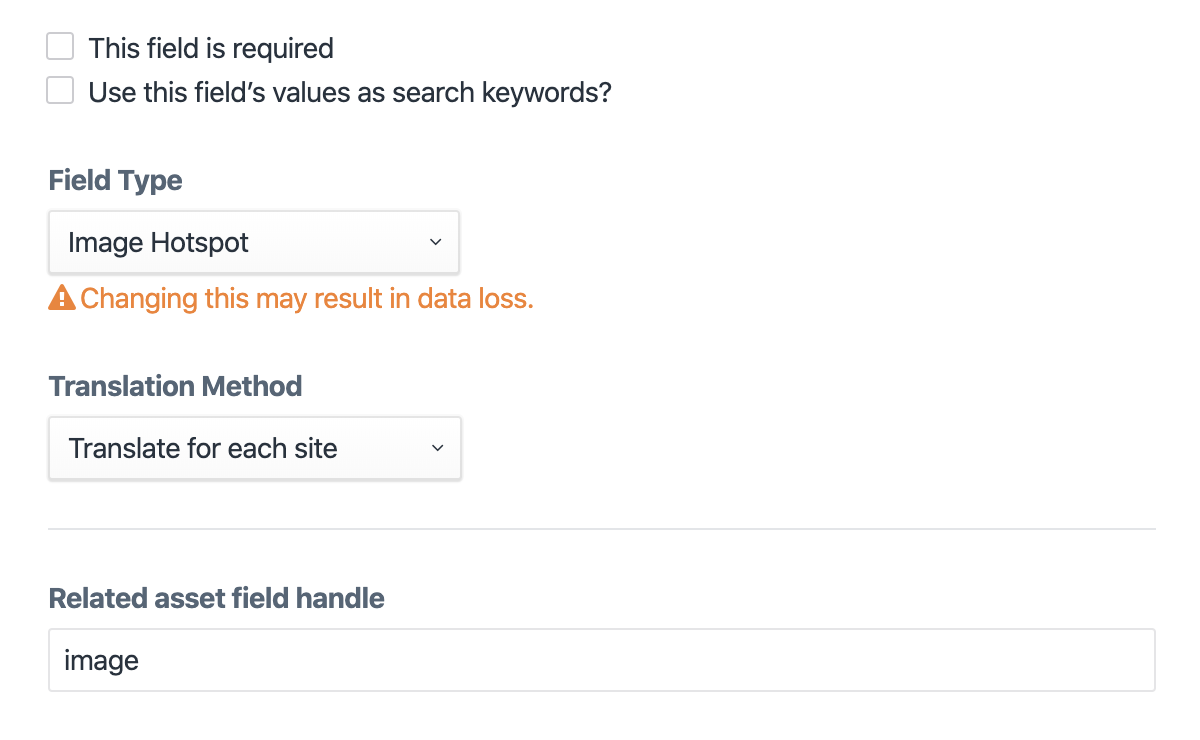 This field is required
Use this field’s values as search keywords?
Field Type
Image Hotspot
Changing this may result in data loss.
Translation Method
Translate for each site
Related asset field handle
image